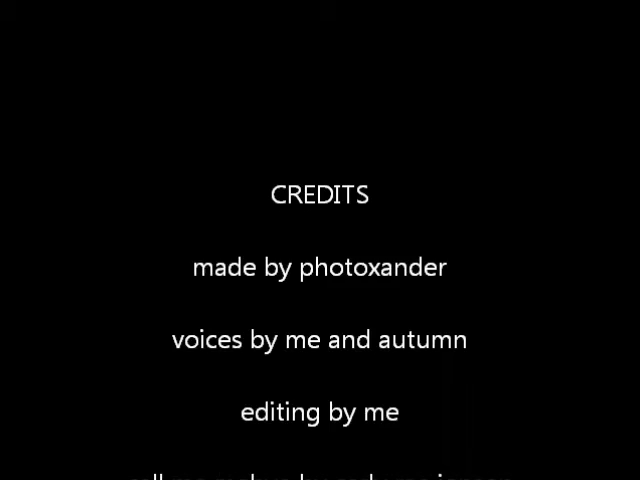 CREDITS
made by photoxander
voices by me and autumn
editing by me